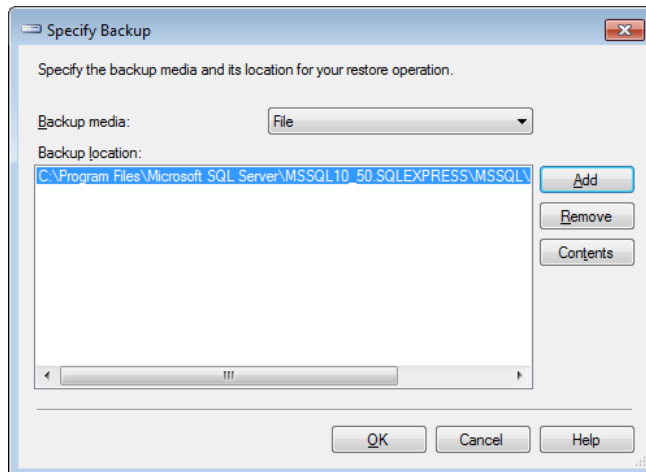 Specify Backup
Specify the backup media and its location for your restore operation.
Backup media:
File
Backup location:
C:\Program Files\Microsoft SQL Server\MSSQL10_50.SQLEXPRESS\MSSQL\
Add
Remove
Contents
OK
Cancel
Help